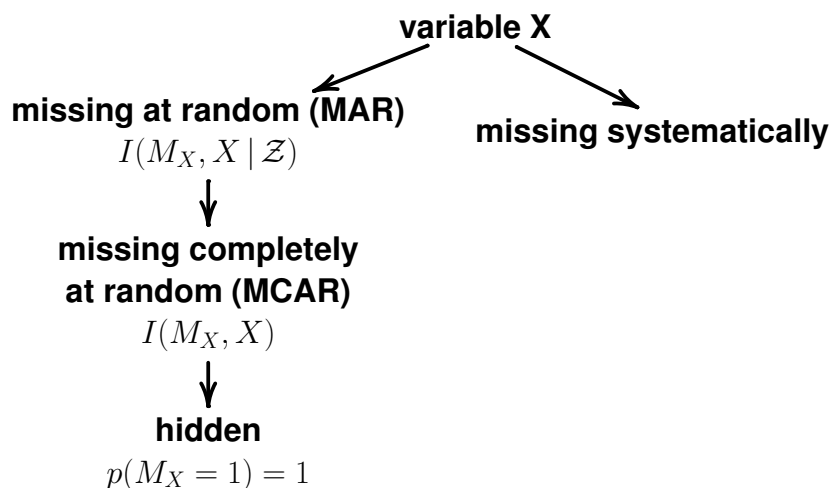 variable X
missing at random (MAR)
I(M_X, X | 𝒵)
missing systematically
missing completely
at random (MCAR)
I(M_X, X)
hidden
p(M_X = 1) = 1